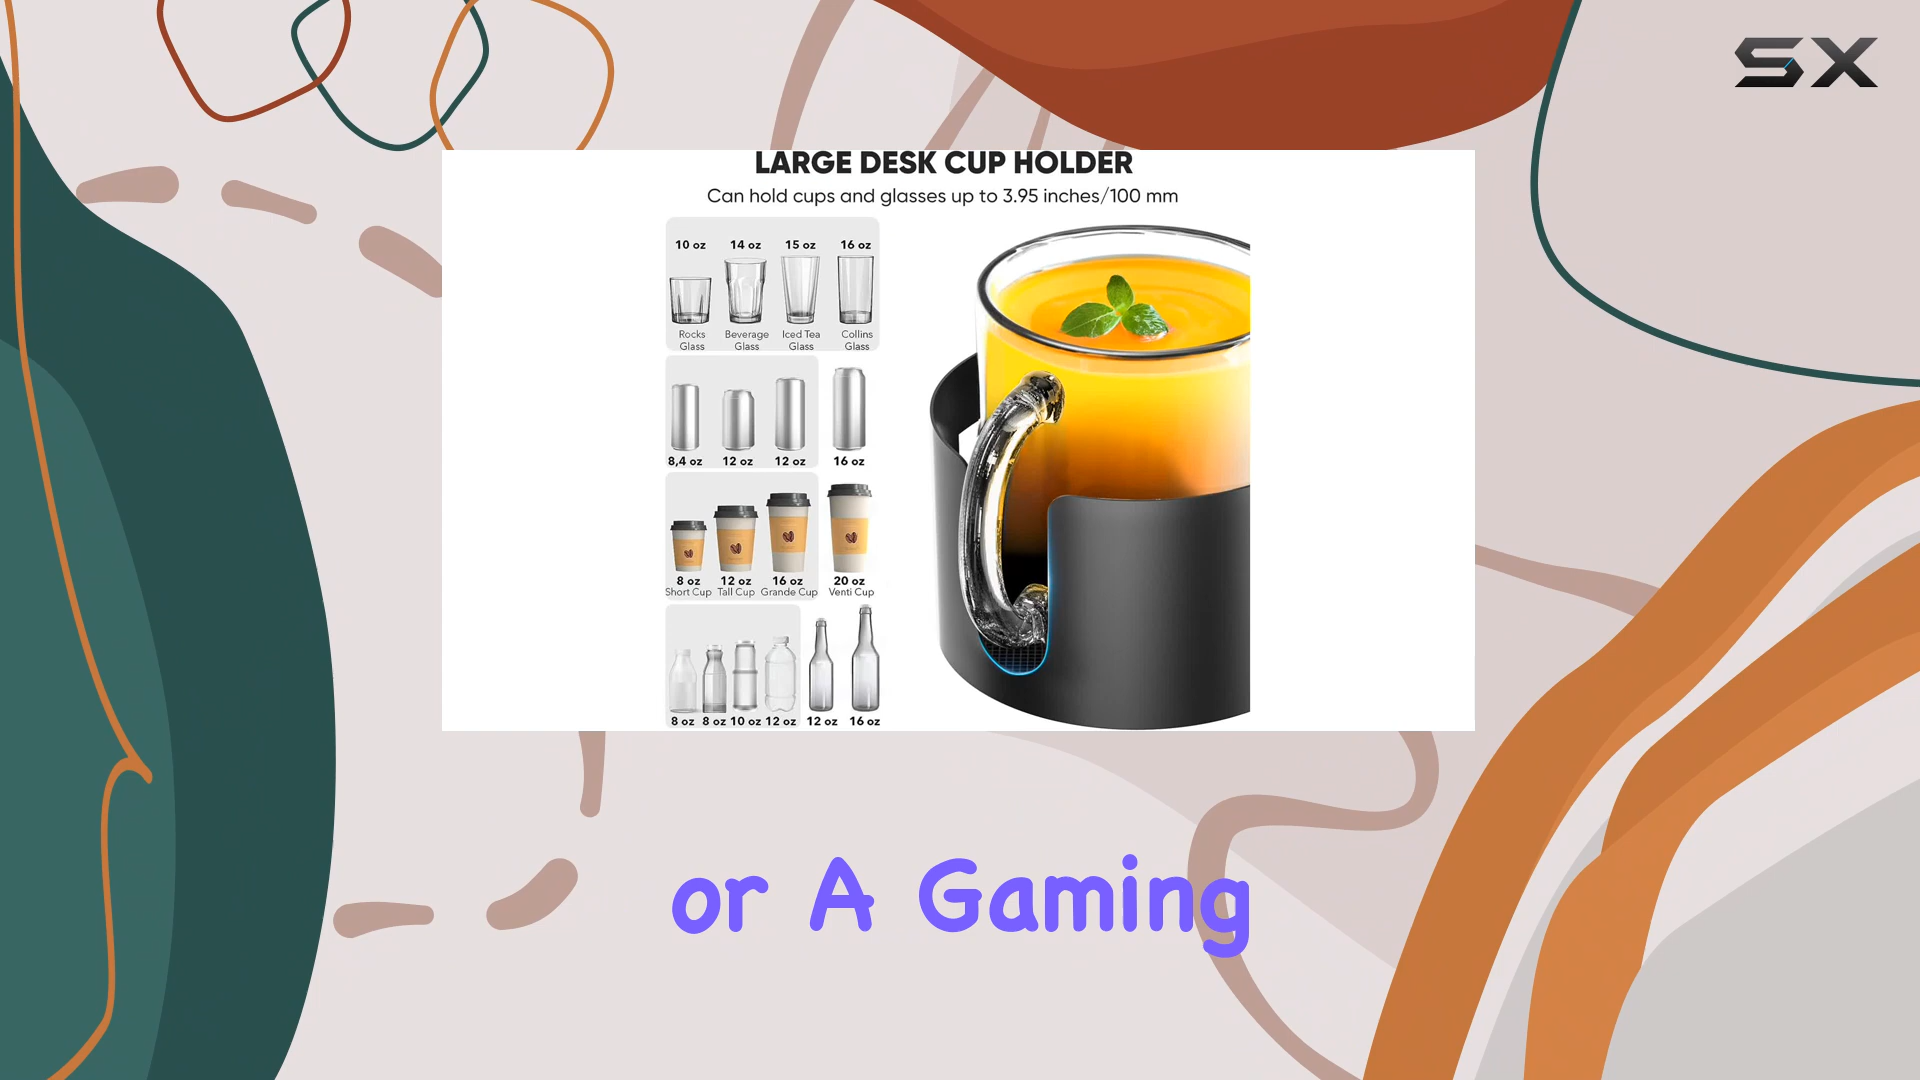 SX
LARGE DESK CUP HOLDER
Can hold cups and glasses up to 3.95 inches/100 mm
10 oz 14 oz 15 oz 16 oz
Rocks Glass Beverage Glass Iced Tea Glass Collins Glass
8,4 oz 12 oz 12 oz 16 oz
8 oz 12 oz 16 oz 20 oz
Short Cup Tall Cup Grande Cup Venti Cup
8 oz 8 oz 10 oz 12 oz 12 oz 16 oz
or A Gaming